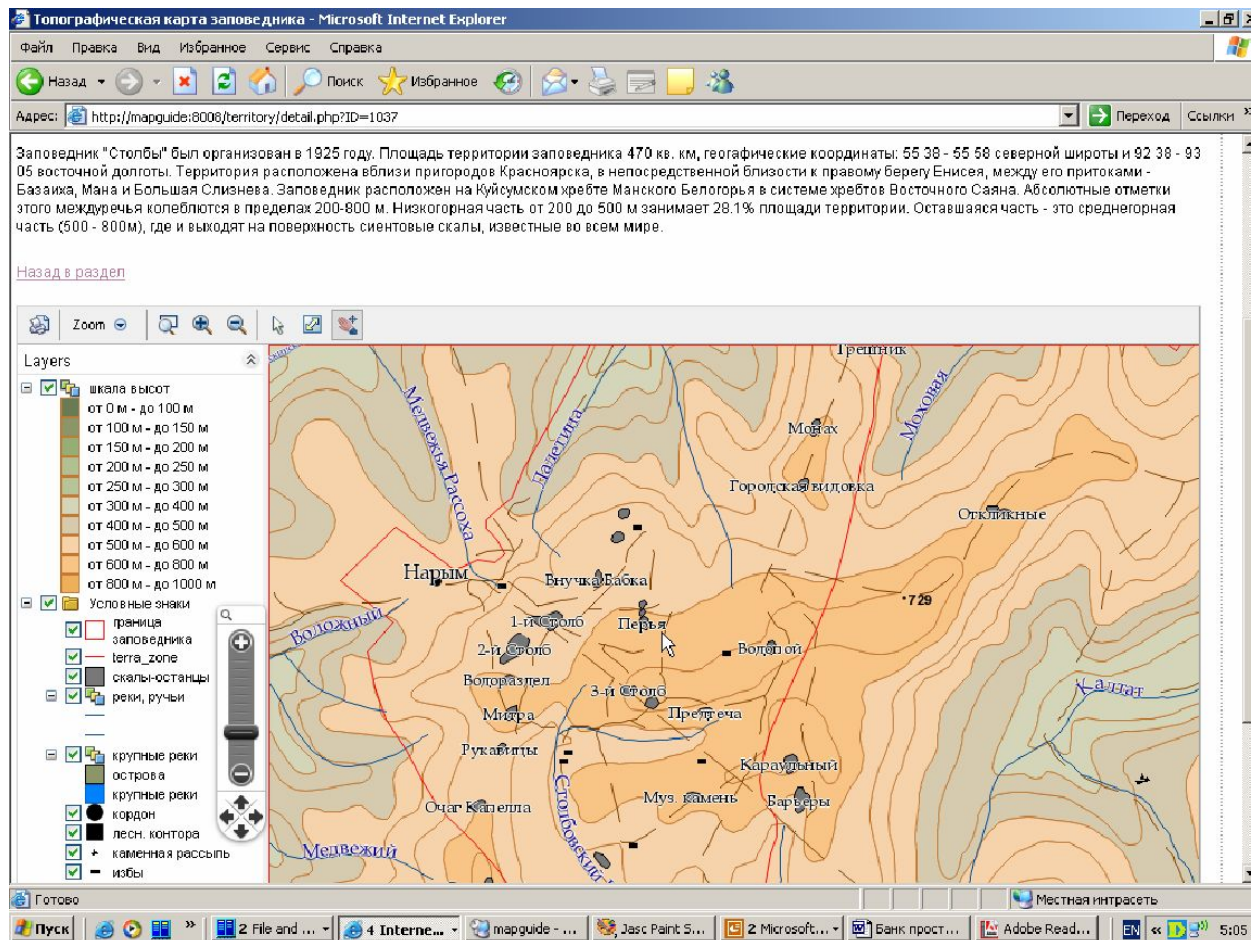 Топографическая карта заповедника - Microsoft Internet Explorer
Файл Правка Вид Избранное Сервис Справка
Назад Поиск Избранное
Адрес: http://mapguide:8008/territory/detail.php?ID=1037 Переход Ссылки »
Заповедник "Столбы" был организован в 1925 году. Площадь территории заповедника 470 кв. км, геогафические координаты: 55 38 - 55 58 северной широты и 92 38 - 93
05 восточной долготы. Территория расположена вблизи пригородов Красноярска, в непосредственной близости к правому берегу Енисея, между его притоками -
Базаиха, Мана и Большая Слизнева. Заповедник расположен на Куйсумском хребте Манского Белогорья в системе хребтов Восточного Саяна. Абсолютные отметки
этого междуречья колеблются в пределах 200-800 м. Низкогорная часть от 200 до 500 м занимает 28.1% площади территории. Оставшаяся часть - это среднегорная
часть (500 - 800м), где и выходят на поверхность сиентовые скалы, известные во всем мире.
Назад в раздел
Zoom
Layers
шкала высот
от 0 м - до 100 м
от 100 м - до 150 м
от 150 м - до 200 м
от 200 м - до 250 м
от 250 м - до 300 м
от 300 м - до 400 м
от 400 м - до 500 м
от 500 м - до 600 м
от 600 м - до 800 м
от 800 м - до 1000 м
Условные знаки
граница
заповедника
terra_zone
скалы-останцы
реки, ручьи
крупные реки
острова
крупные реки
кордон
лесн. контора
каменная рассыпь
избы
Трешник
Медвежья Рассоха
Лалетина
Моховая
Монах
Городская видовка
Откликные
Нарым
Внучка Бабка
729
1-й Столб
Перья
Воложный
2-й Столб
Водопой
Водораздел
3-й Столб
Калтат
Митра
Предтеча
Рукавицы
Караульный
Муз. камень
Барьеры
Очаг Капелла
Столбовский
Медвежий
Готово Местная интрасеть
Пуск » 2 File and ... 4 Interne... mapguide - ... Jasc Paint S... 2 Microsoft... Банк прост... Adobe Read... EN « 5:05